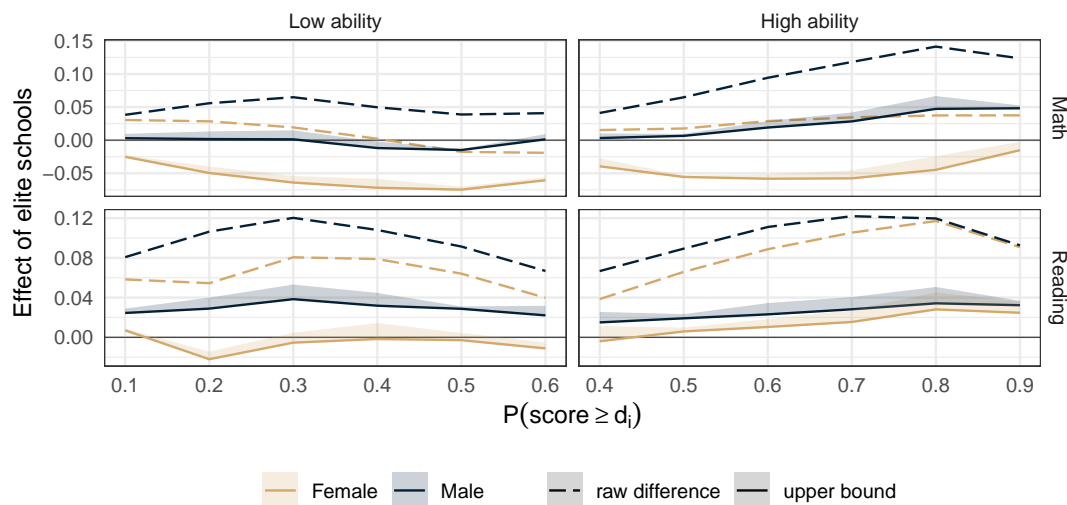 Low ability
High ability
0.15
0.10
0.05
0.00
−0.05
Math
0.12
0.08
0.04
0.00
Reading
Effect of elite schools
0.1 0.2 0.3 0.4 0.5 0.6
0.4 0.5 0.6 0.7 0.8 0.9
P(score ≥ dᵢ)
Female Male raw difference upper bound